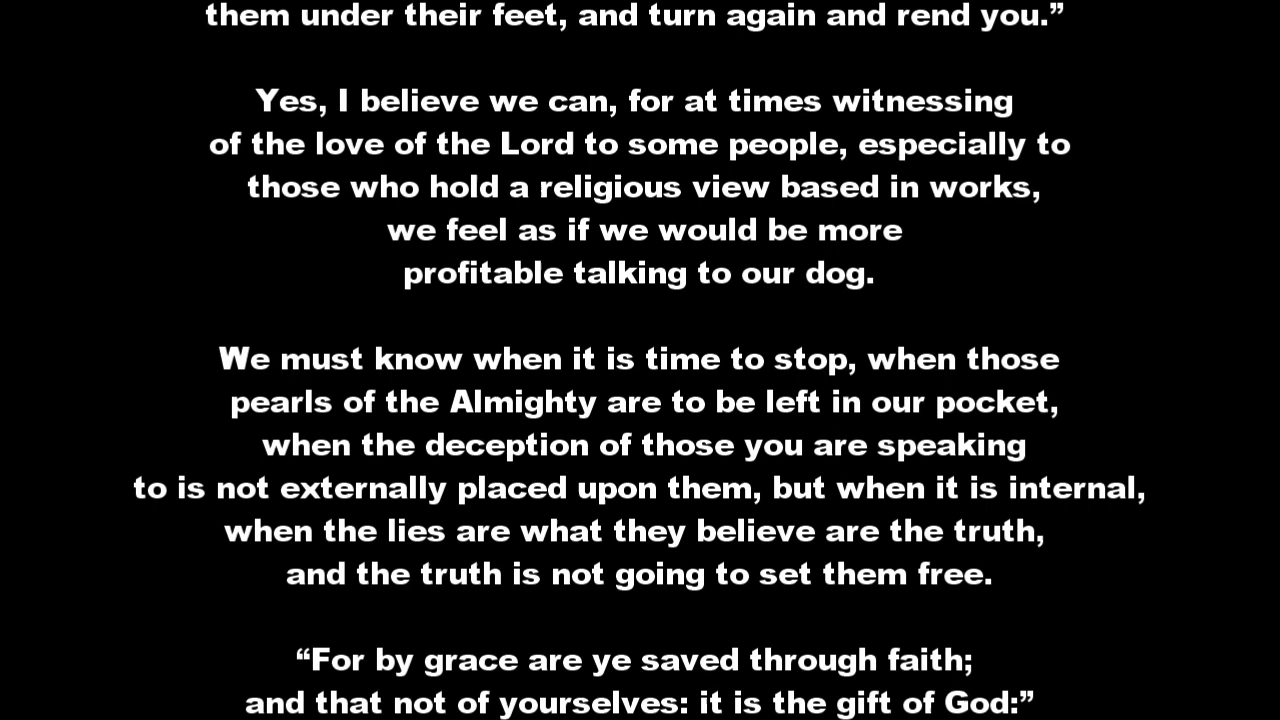 them under their feet, and turn again and rend you.”
Yes, I believe we can, for at times witnessing
of the love of the Lord to some people, especially to
those who hold a religious view based in works,
we feel as if we would be more
profitable talking to our dog.
We must know when it is time to stop, when those
pearls of the Almighty are to be left in our pocket,
when the deception of those you are speaking
to is not externally placed upon them, but when it is internal,
when the lies are what they believe are the truth,
and the truth is not going to set them free.
“For by grace are ye saved through faith;
and that not of yourselves: it is the gift of God:”